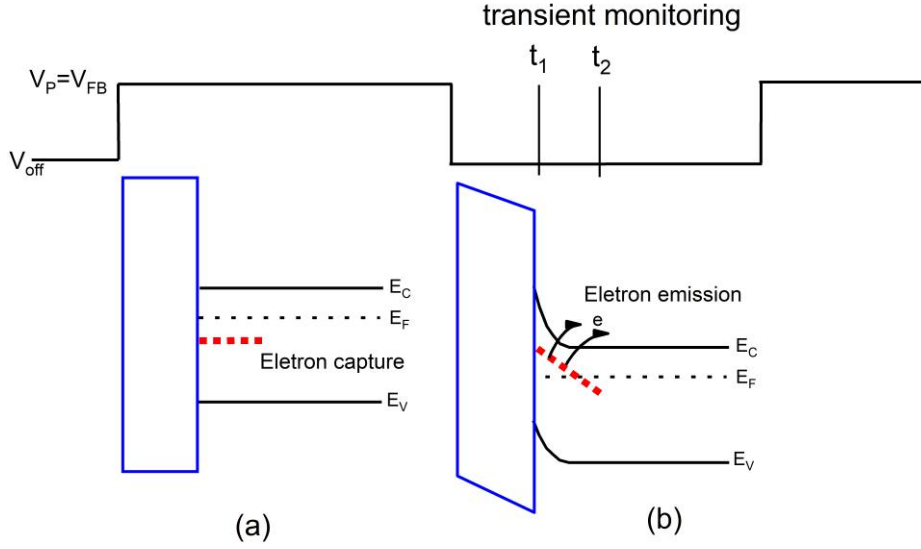 transient monitoring
t1 t2
VP=VFB
Voff
EC
EF
Eletron capture
EV
Eletron emission
e
EC
EF
EV
(a) (b)